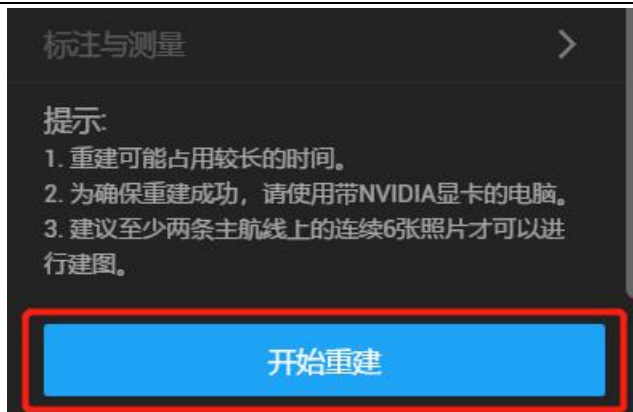 标注与测量
提示:
1. 重建可能占用较长的时间。
2. 为确保重建成功，请使用带NVIDIA显卡的电脑。
3. 建议至少两条主航线上的连续6张照片才可以进
行建图。
开始重建